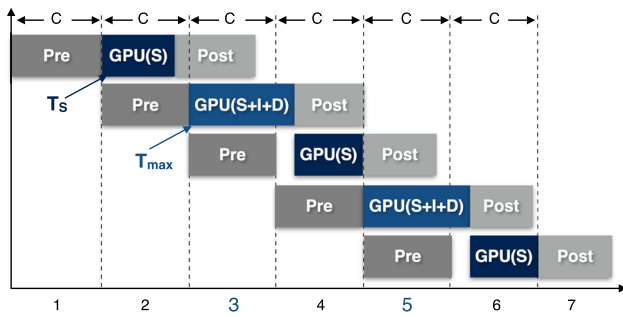 C C C C C C
Pre GPU(S) Post
Ts
Pre GPU(S+I+D) Post
Tmax
Pre GPU(S) Post
Pre GPU(S+I+D) Post
Pre GPU(S) Post
1 2 3 4 5 6 7